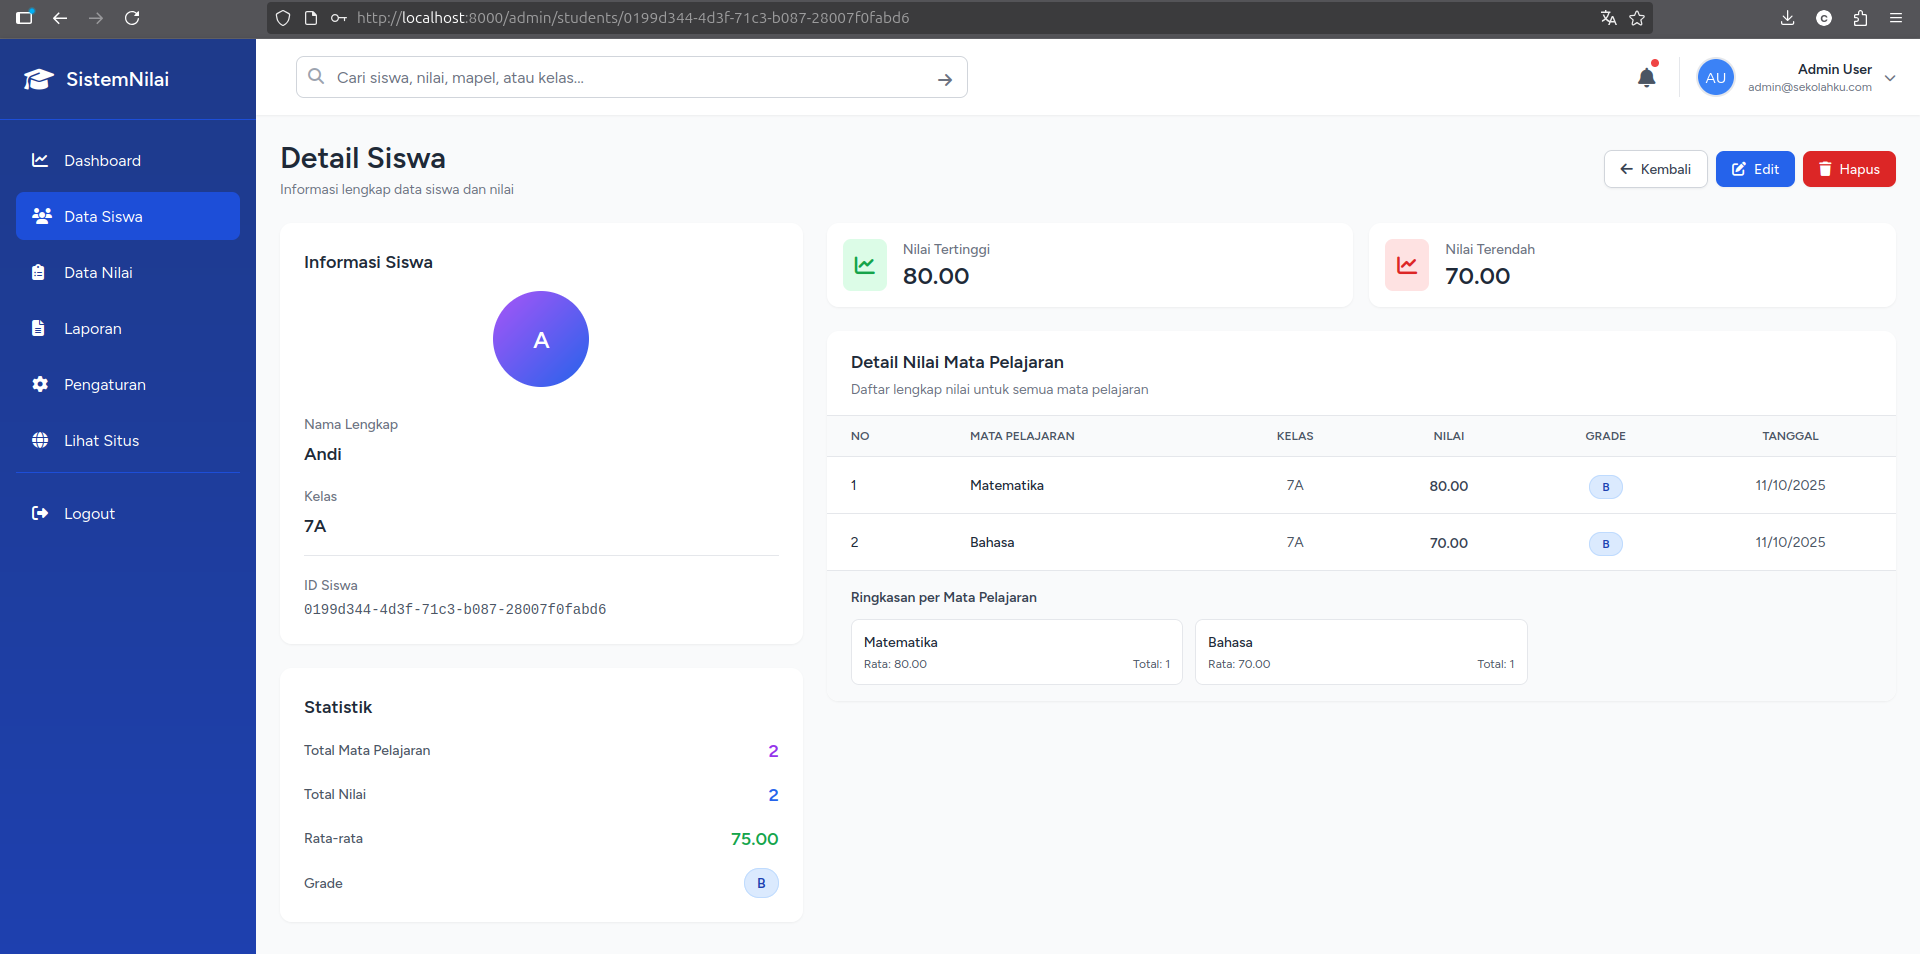 http://localhost:8000/admin/students/0199d344-4d3f-71c3-b087-28007f0fabd6
C
SistemNilai
Dashboard
Data Siswa
Data Nilai
Laporan
Pengaturan
Lihat Situs
Logout
Cari siswa, nilai, mapel, atau kelas...
AU
Admin User
admin@sekolahku.com
Detail Siswa
Informasi lengkap data siswa dan nilai
Kembali
Edit
Hapus
Informasi Siswa
A
Nama Lengkap
Andi
Kelas
7A
ID Siswa
0199d344-4d3f-71c3-b087-28007f0fabd6
Statistik
Total Mata Pelajaran 2
Total Nilai 2
Rata-rata 75.00
Grade B
Nilai Tertinggi
80.00
Nilai Terendah
70.00
Detail Nilai Mata Pelajaran
Daftar lengkap nilai untuk semua mata pelajaran
NO MATA PELAJARAN KELAS NILAI GRADE TANGGAL
1 Matematika 7A 80.00 B 11/10/2025
2 Bahasa 7A 70.00 B 11/10/2025
Ringkasan per Mata Pelajaran
Matematika
Rata: 80.00 Total: 1
Bahasa
Rata: 70.00 Total: 1